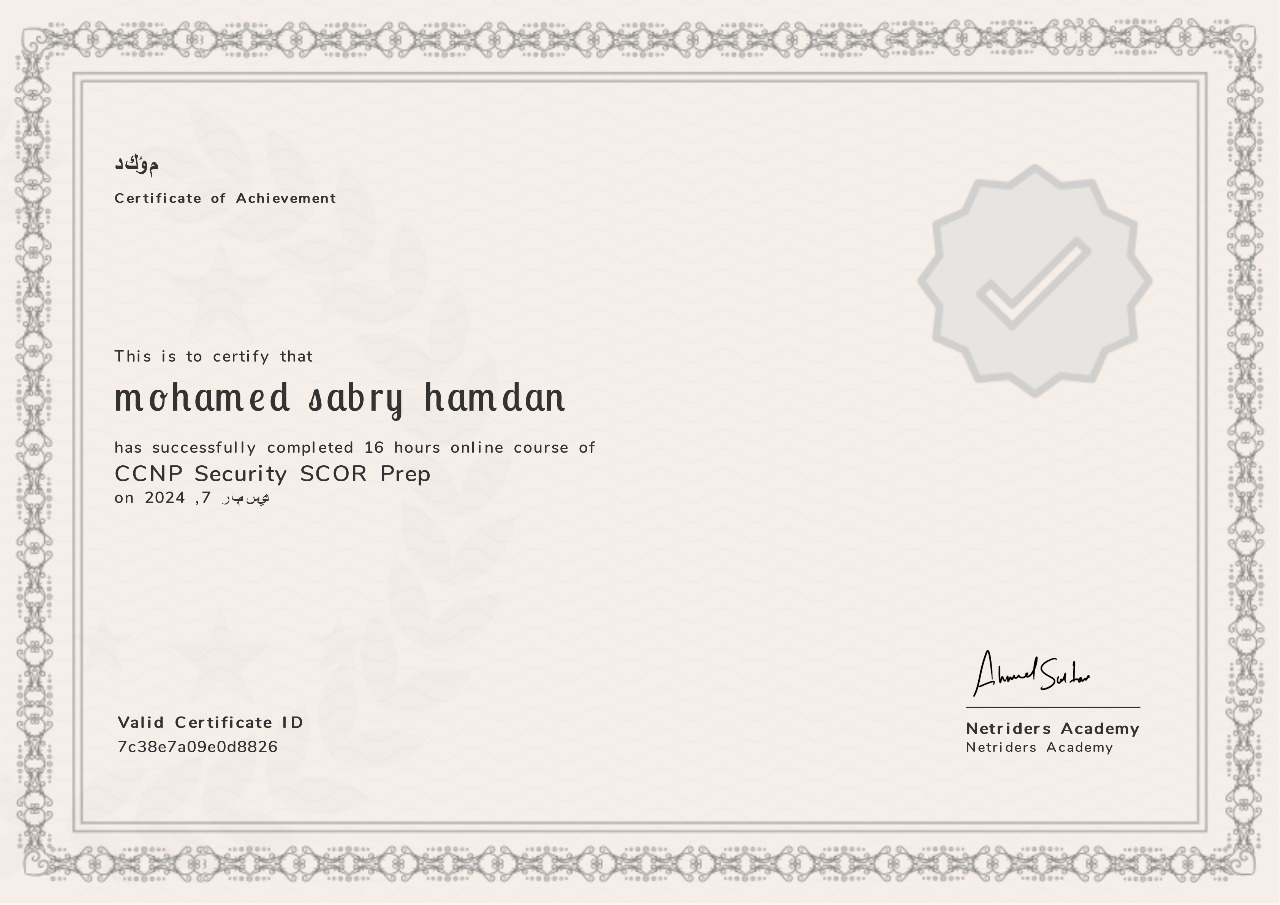 مؤكد
Certificate of Achievement
This is to certify that
mohamed sabry hamdan
has successfully completed 16 hours online course of
CCNP Security SCOR Prep
on ديسمبر 7, 2024
Valid Certificate ID
7c38e7a09e0d8826
Ahmed Sultan
Netriders Academy
Netriders Academy